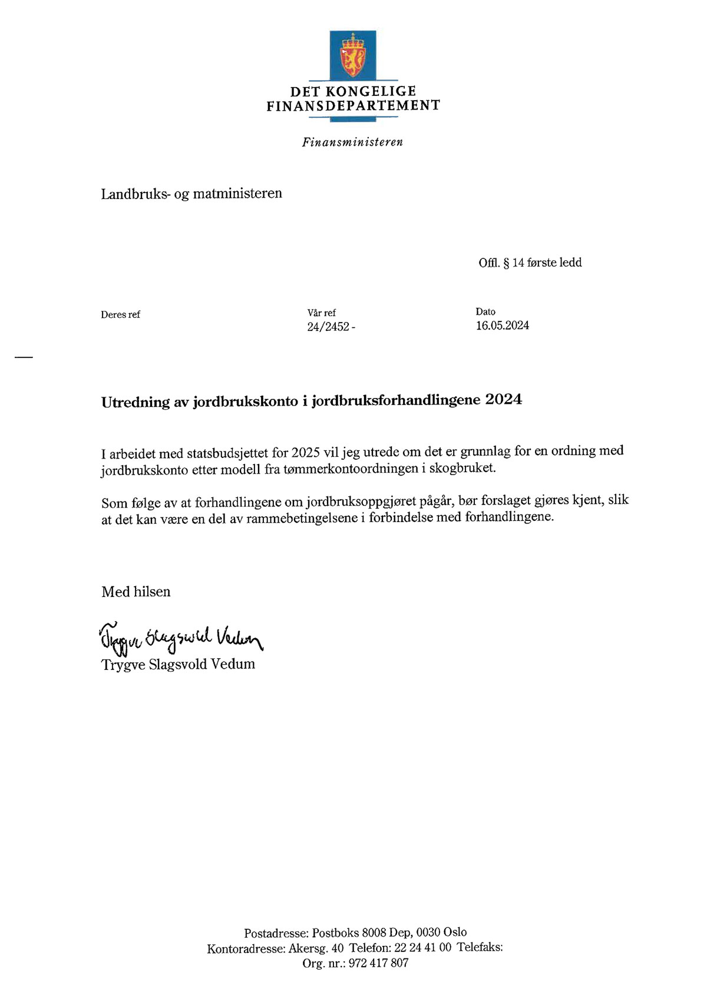 DET KONGELIGE
FINANSDEPARTEMENT
Finansministeren
Landbruks- og matministeren
Offl. § 14 første ledd
Deres ref
Vår ref
24/2452 -
Dato
16.05.2024
Utredning av jordbrukskonto i jordbruksforhandlingene 2024
I arbeidet med statsbudsjettet for 2025 vil jeg utrede om det er grunnlag for en ordning med
jordbrukskonto etter modell fra tømmerkontoordningen i skogbruket.
Som følge av at forhandlingene om jordbruksoppgjøret pågår, bør forslaget gjøres kjent, slik
at det kan være en del av rammebetingelsene i forbindelse med forhandlingene.
Med hilsen
Trygve Slagsvold Vedum
Trygve Slagsvold Vedum
Postadresse: Postboks 8008 Dep, 0030 Oslo
Kontoradresse: Akersg. 40 Telefon: 22 24 41 00 Telefaks:
Org. nr.: 972 417 807